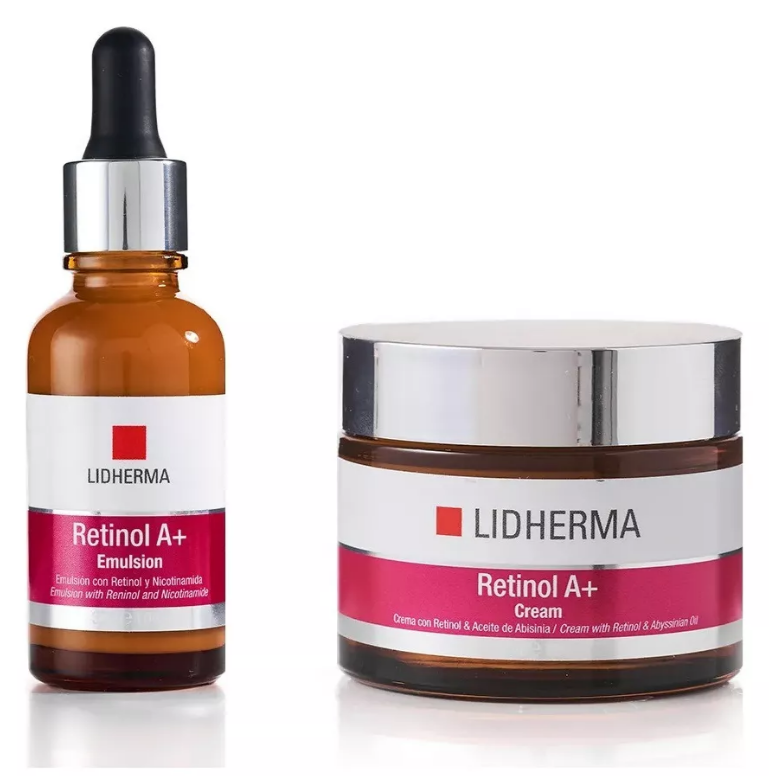 LIDHERMA
Retinol A+
Emulsion
Emulsión con Retinol y Nicotinamida
Emulsion with Reninol and Nicotinamide
LIDHERMA
Retinol A+
Cream
Crema con Retinol & Aceite de Abisinia / Cream with Retinol & Abyssinian Oil